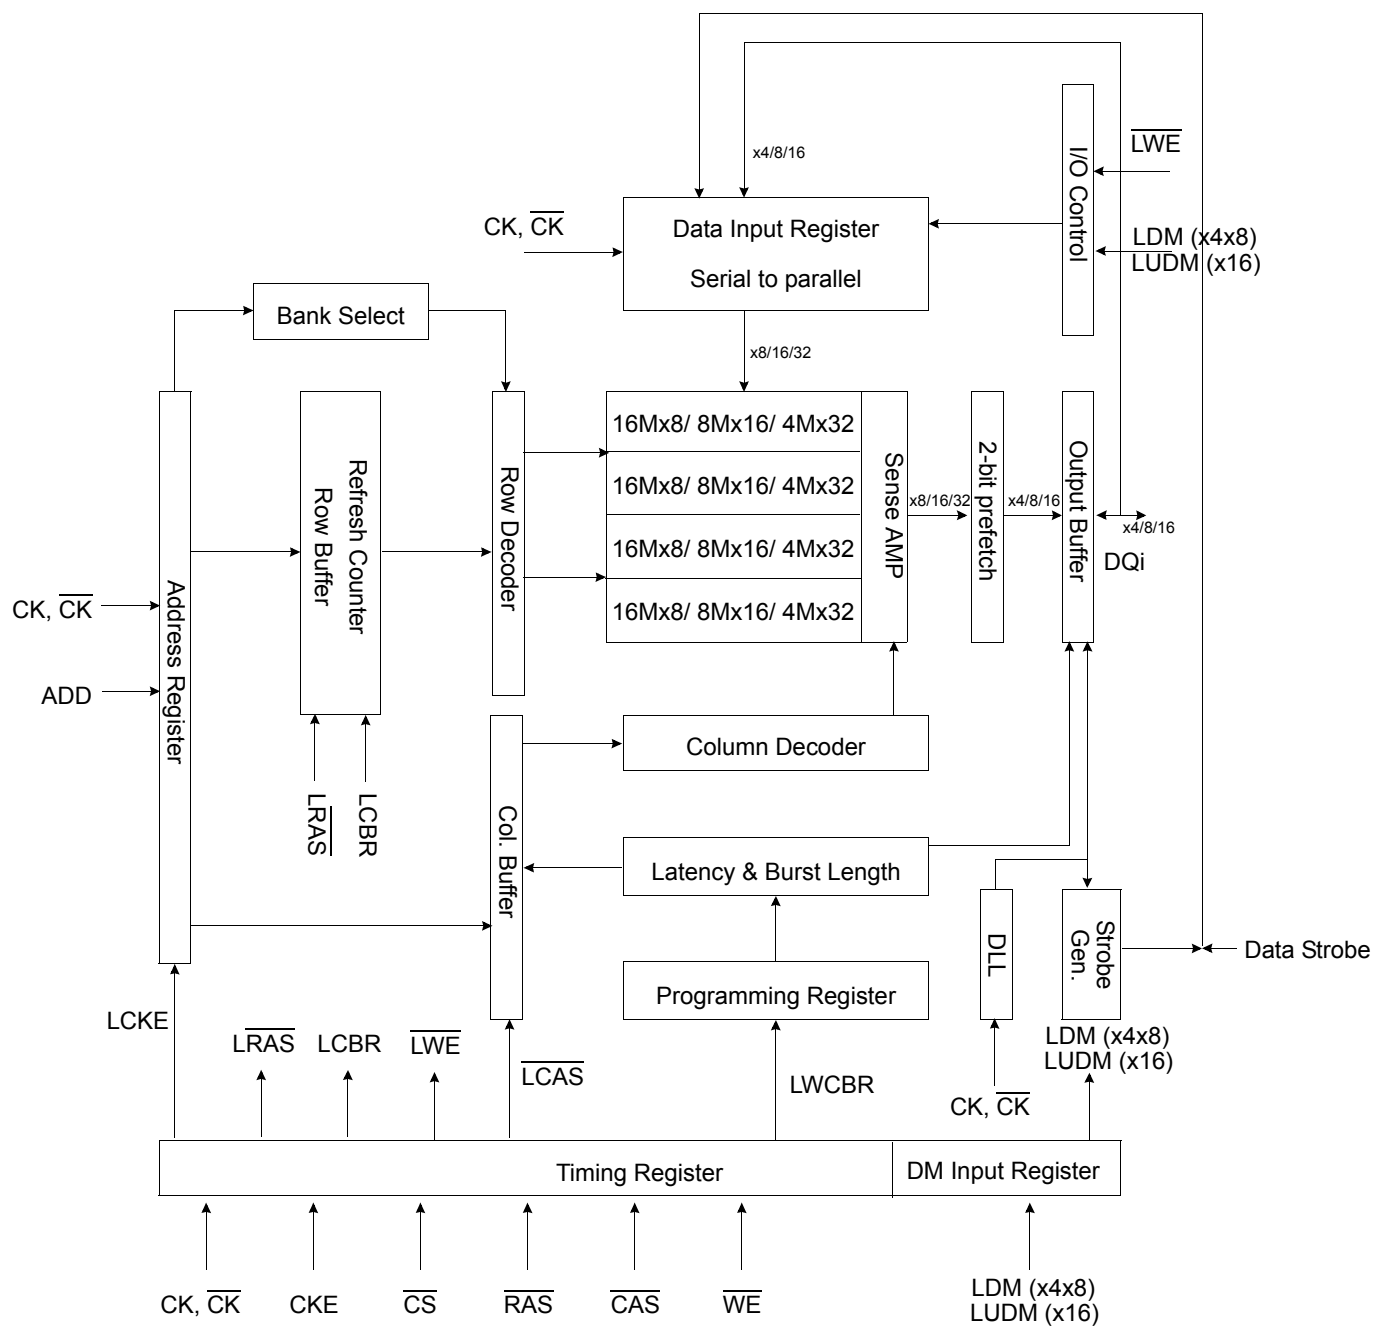 x4/8/16
I/O Control
LWE
CK, CK
Data Input Register
Serial to parallel
LDM (x4x8)
LUDM (x16)
Bank Select
x8/16/32
Address Register
Refresh Counter
Row Buffer
Row Decoder
16Mx8/ 8Mx16/ 4Mx32
16Mx8/ 8Mx16/ 4Mx32
16Mx8/ 8Mx16/ 4Mx32
16Mx8/ 8Mx16/ 4Mx32
Sense AMP
x8/16/32
2-bit prefetch
x4/8/16
Output Buffer
x4/8/16
DQi
CK, CK
ADD
LRAS
LCBR
Col. Buffer
Column Decoder
Latency & Burst Length
DLL
Strobe
Gen.
Data Strobe
Programming Register
LCKE
LRAS
LCBR
LWE
LCAS
LWCBR
CK, CK
LDM (x4x8)
LUDM (x16)
Timing Register
DM Input Register
CK, CK
CKE
CS
RAS
CAS
WE
LDM (x4x8)
LUDM (x16)